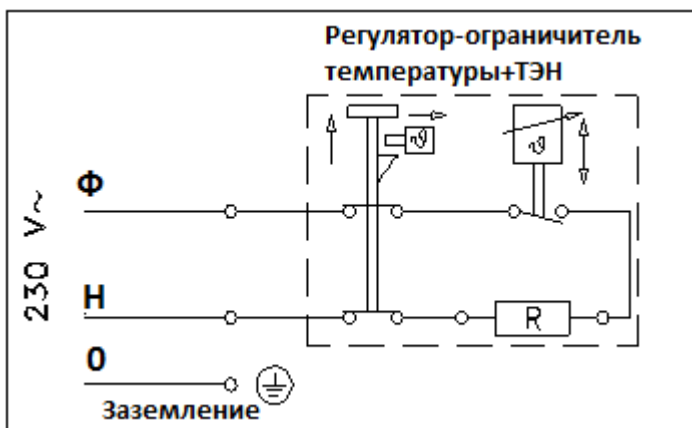 Регулятор-ограничитель
температуры+ТЭН
ϑ
ϑ
Ф
230 V~
Н
R
0
Заземление